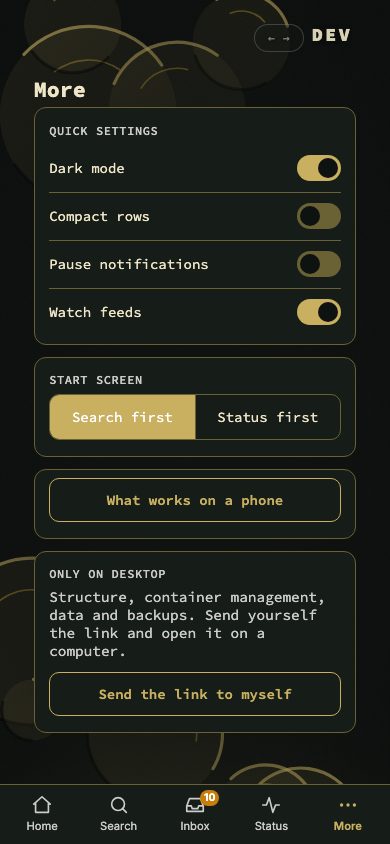 ← →
DEV
More
QUICK SETTINGS
Dark mode
Compact rows
Pause notifications
Watch feeds
START SCREEN
Search first
Status first
What works on a phone
ONLY ON DESKTOP
Structure, container management,
data and backups. Send yourself
the link and open it on a
computer.
Send the link to myself
10
Home
Search
Inbox
Status
More